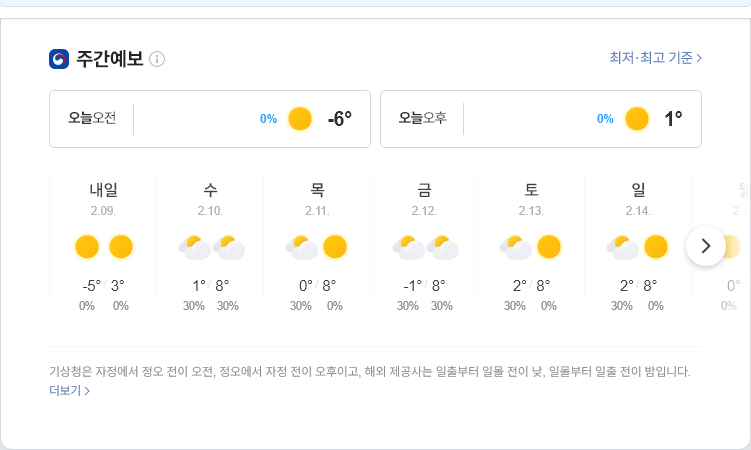 주간예보
최저·최고 기준
오늘오전 0% -6°
오늘오후 0% 1°
내일 수 목 금 토 일
2.09. 2.10. 2.11. 2.12. 2.13. 2.14. 2.
-5° / 3° 1° / 8° 0° / 8° -1° / 8° 2° / 8° 2° / 8° 0°
0% 0% 30% 30% 30% 0% 30% 30% 30% 0% 30% 0% 0%
기상청은 자정에서 정오 전이 오전, 정오에서 자정 전이 오후이고, 해외 제공사는 일출부터 일몰 전이 낮, 일몰부터 일출 전이 밤입니다.
더보기